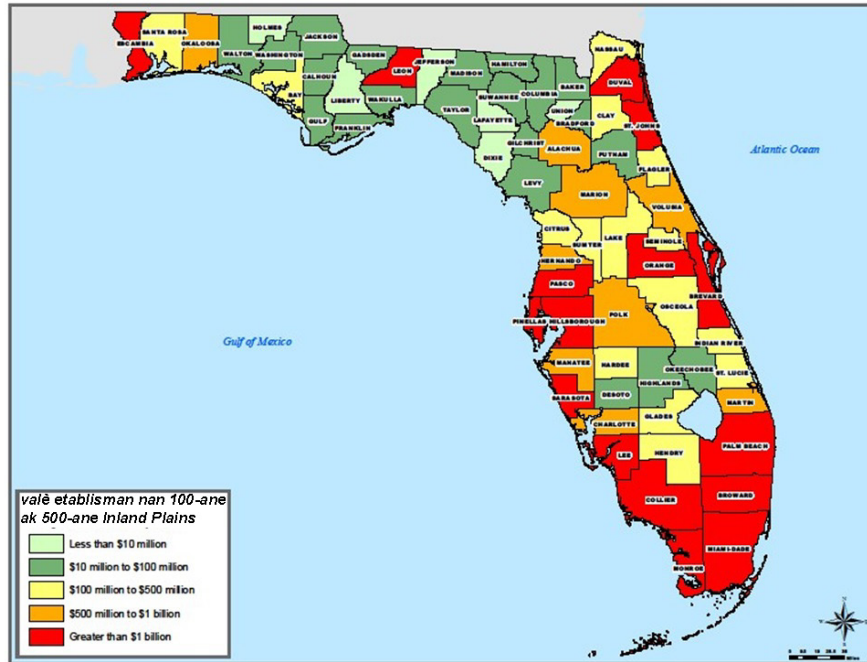 HOLMES
JACKSON
SANTA ROSA
ESCAMBIA
OKALOOSA
WALTON
WASHINGTON
GADSDEN
NASSAU
LEON
JEFFERSON
HAMILTON
MADISON
CALHOUN
BAY
LIBERTY
WAKULLA
BAKER
DUVAL
SUWANNEE
COLUMBIA
TAYLOR
UNION
LAFAYETTE
BRADFORD
CLAY
ST. JOHNS
GULF
FRANKLIN
GILCHRIST
ALACHUA
PUTNAM
DIXIE
FLAGLER
Atlantic Ocean
LEVY
MARION
VOLUSIA
CITRUS
SUMTER
LAKE
SEMINOLE
HERNANDO
ORANGE
PASCO
BREVARD
OSCEOLA
PINELLAS
HILLSBOROUGH
POLK
Gulf of Mexico
INDIAN RIVER
MANATEE
HARDEE
OKEECHOBEE
ST. LUCIE
HIGHLANDS
SARASOTA
DESOTO
MARTIN
CHARLOTTE
GLADES
PALM BEACH
LEE
HENDRY
COLLIER
BROWARD
MIAMI-DADE
MONROE
valè etablisman nan 100-ane
ak 500-ane Inland Plains
Less than $10 million
$10 million to $100 million
$100 million to $500 million
$500 million to $1 billion
Greater than $1 billion